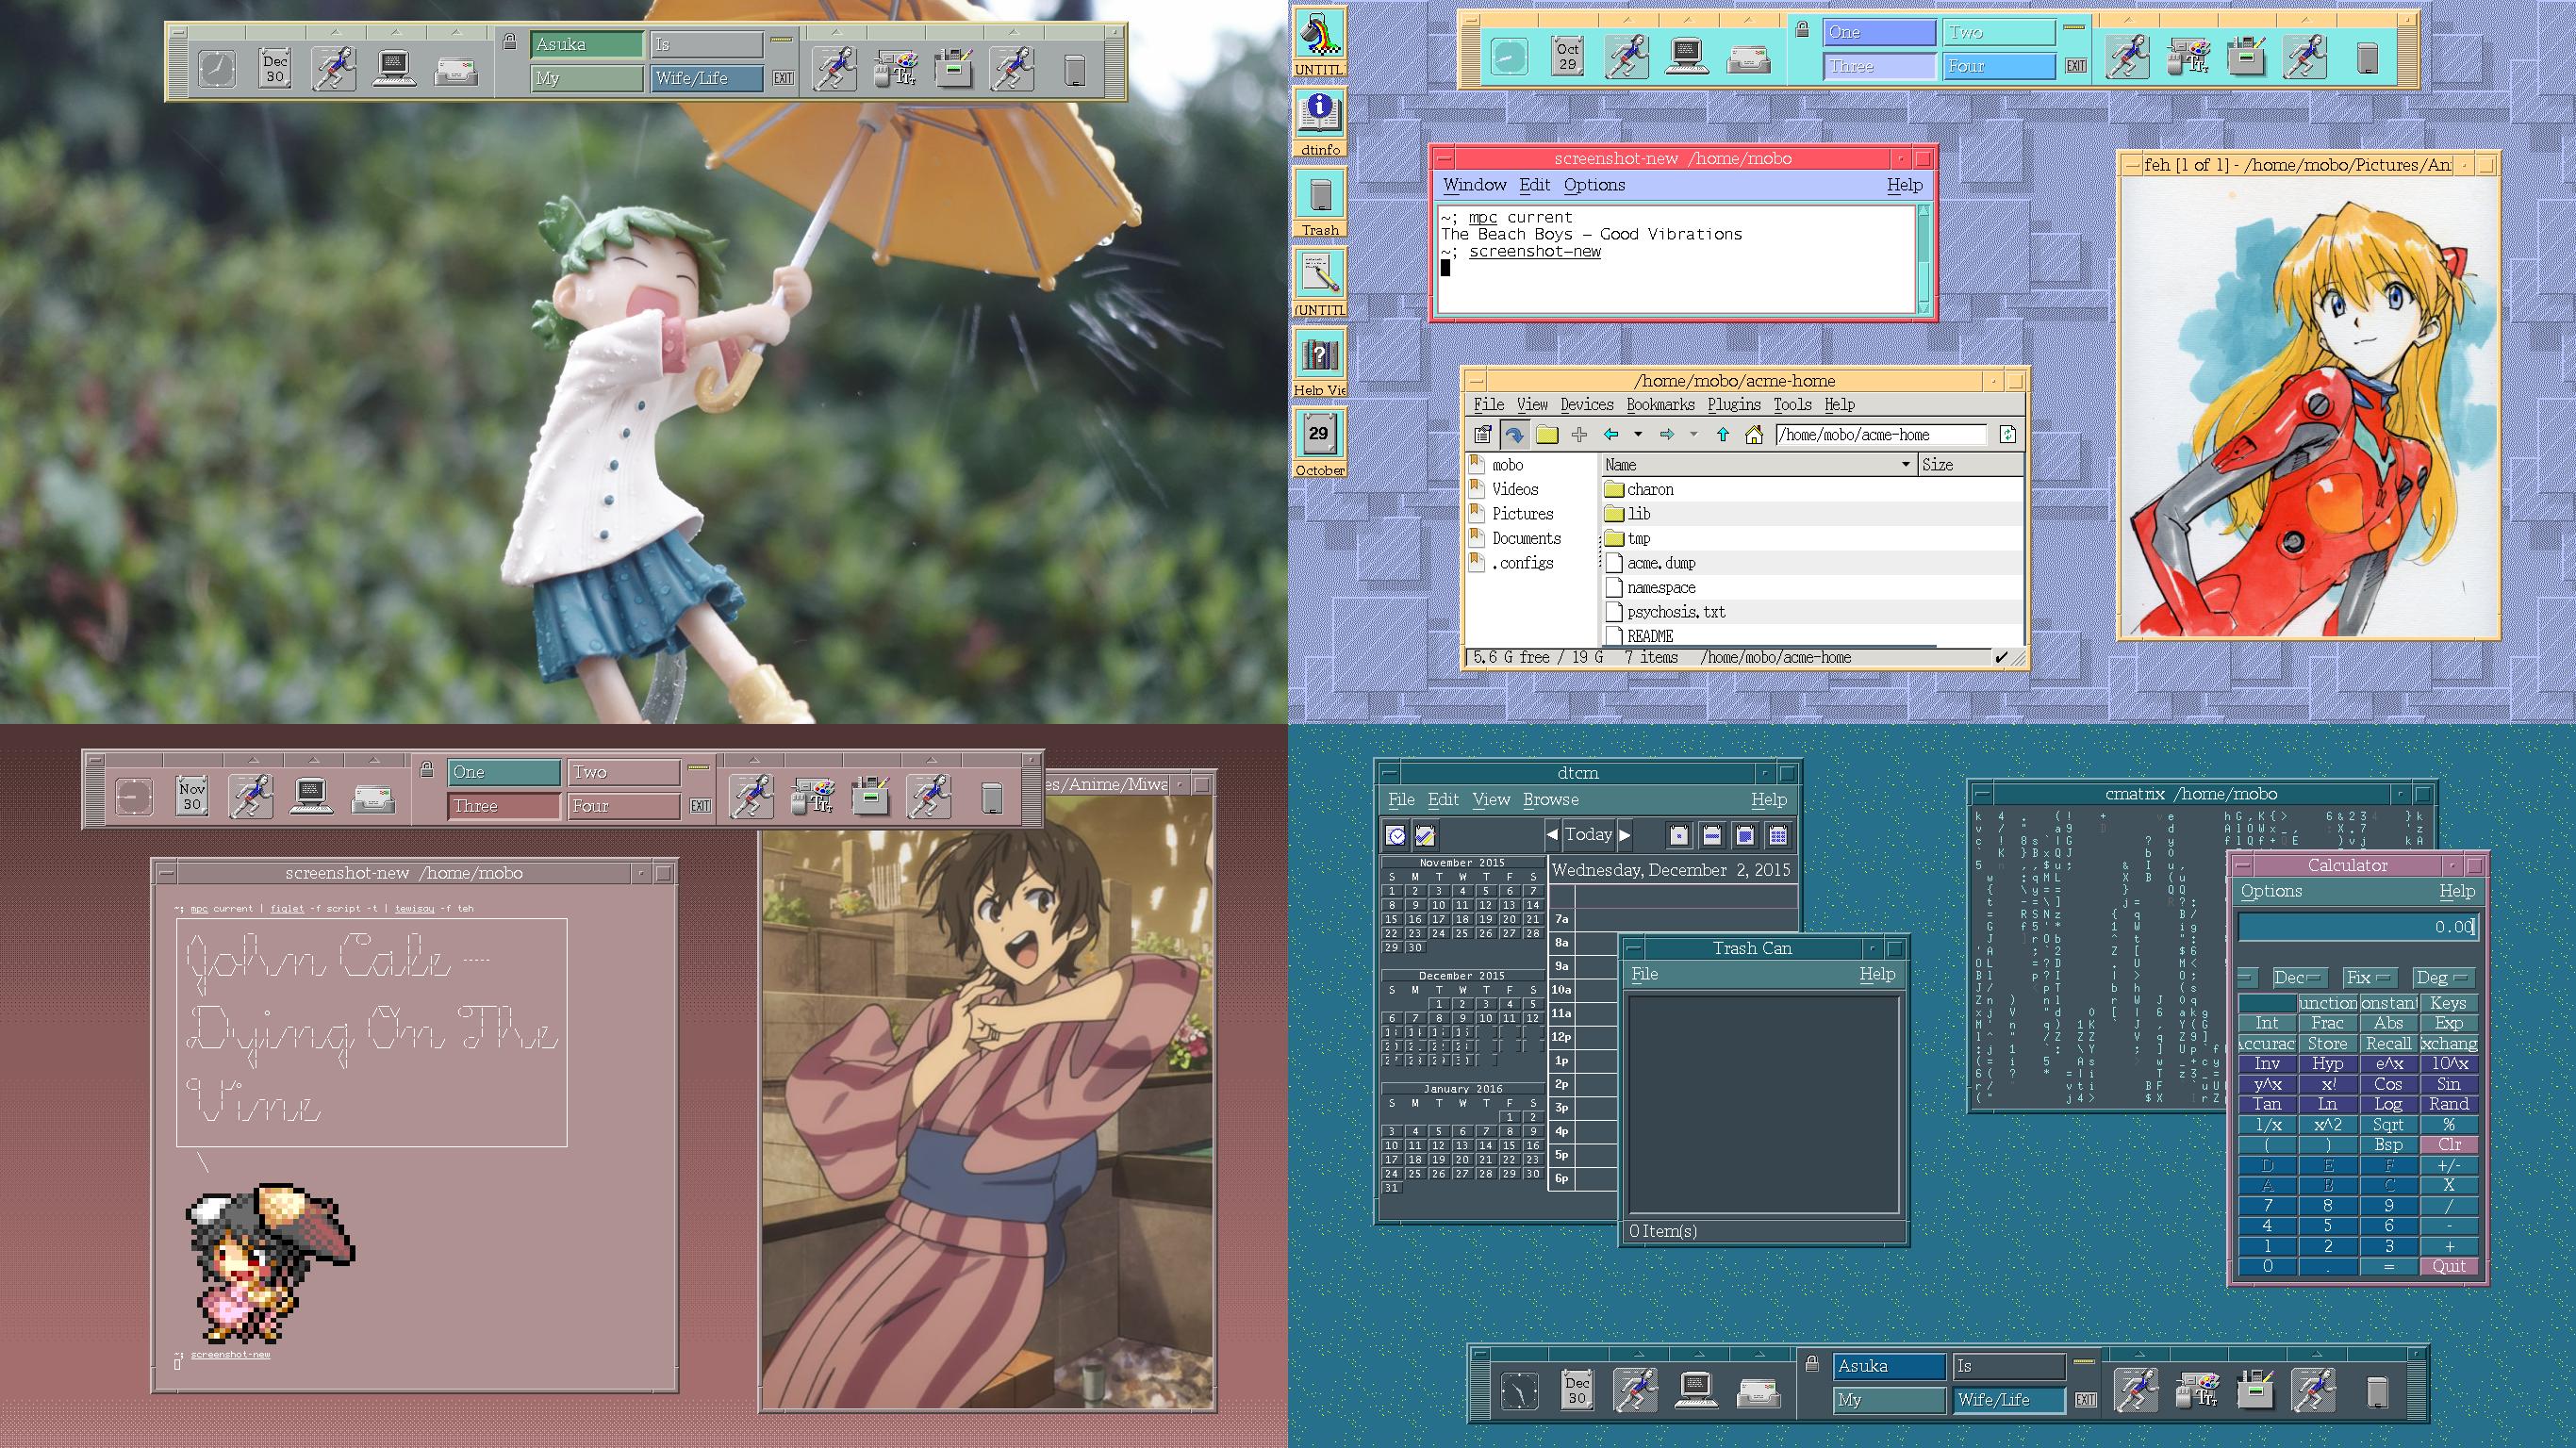 Asuka
Is
Dec
30
My
Wife/Life
EXIT
UNTITL
dtinfo
Trash
(UNTITL
Help Vie
29
October
Oct
29
One
Two
Three
Four
EXIT
screenshot-new /home/mobo
Window Edit Options Help
~; mpc current
The Beach Boys – Good Vibrations
~; screenshot–new
feh [1 of 1] - /home/mobo/Pictures/An
/home/mobo/acme-home
File View Devices Bookmarks Plugins Tools Help
/home/mobo/acme-home
Name Size
mobo
Videos
Pictures
Documents
.configs
charon
lib
tmp
acme.dump
namespace
psychosis.txt
README
5.6 G free / 19 G 7 items /home/mobo/acme-home
Nov
30
One
Two
Three
Four
EXIT
es/Anime/Miwa
screenshot-new /home/mobo
~; mpc current | figlet -f script -t | tewisay -f teh
~; screenshot-new
dtcm
File Edit View Browse Help
Today
Wednesday, December 2, 2015
November 2015
S M T W T F S
1 2 3 4 5 6 7
8 9 10 11 12 13 14
15 16 17 18 19 20 21
22 23 24 25 26 27 28
29 30
December 2015
S M T W T F S
1 2 3 4 5
6 7 8 9 10 11 12
January 2016
S M T W T F S
1 2
3 4 5 6 7 8 9
10 11 12 13 14 15 16
17 18 19 20 21 22 23
24 25 26 27 28 29 30
31
7a
8a
9a
10a
11a
12p
1p
2p
3p
4p
5p
6p
Trash Can
File Help
0 Item(s)
cmatrix /home/mobo
Calculator
Options Help
0.00
Dec Fix Deg
unction onstant Keys
Int Frac Abs Exp
Accurac Store Recall xchang
Inv Hyp e^x 10^x
y^x x! Cos Sin
Tan Ln Log Rand
1/x x^2 Sqrt %
( ) Bsp Clr
D E F +/-
A B C X
7 8 9 /
4 5 6 -
1 2 3 +
0 . = Quit
Asuka
Is
Dec
30
My
Wife/Life
EXIT